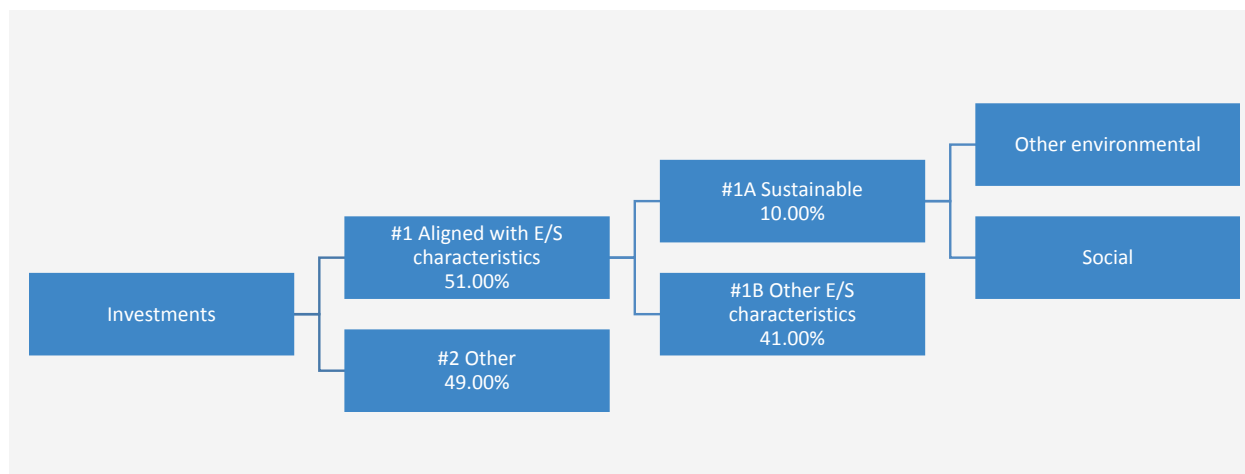 Investments
#1 Aligned with E/S
characteristics
51.00%
#2 Other
49.00%
#1A Sustainable
10.00%
#1B Other E/S
characteristics
41.00%
Other environmental
Social